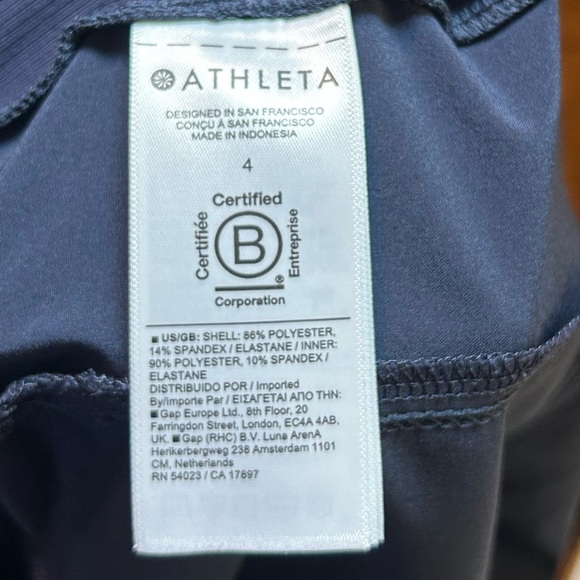 ATHLETA
DESIGNED IN SAN FRANCISCO
CONÇU À SAN FRANCISCO
MADE IN INDONESIA
4
Certified
Certifiée
B
Entreprise
®
Corporation
■ US/GB: SHELL: 86% POLYESTER,
14% SPANDEX / ELASTANE / INNER:
90% POLYESTER, 10% SPANDEX /
ELASTANE
DISTRIBUIDO POR / Imported
By/Importe Par / ΕΙΣΑΓΕΤΑΙ ΑΠΟ ΤΗΝ:
■ Gap Europe Ltd., 8th Floor, 20
Farringdon Street, London, EC4A 4AB,
UK. ■ Gap (RHC) B.V. Luna ArenA
Herikerbergweg 238 Amsterdam 1101
CM, Netherlands
RN 54023 / CA 17897